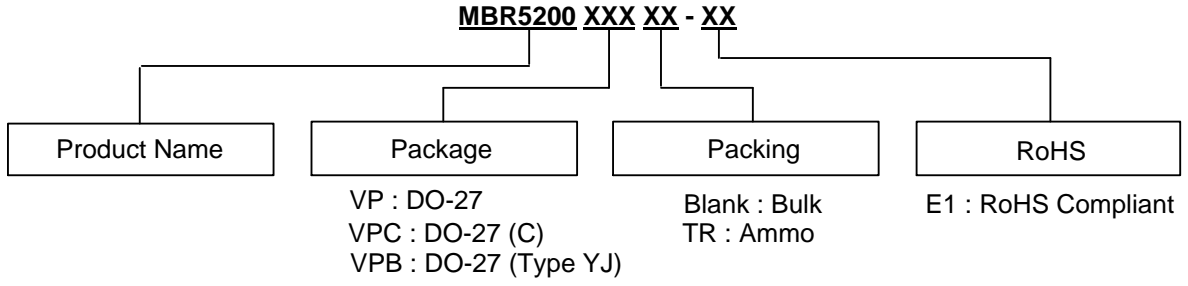 MBR5200 XXX XX - XX
Product Name
Package
Packing
RoHS
VP : DO-27
VPC : DO-27 (C)
VPB : DO-27 (Type YJ)
Blank : Bulk
TR : Ammo
E1 : RoHS Compliant